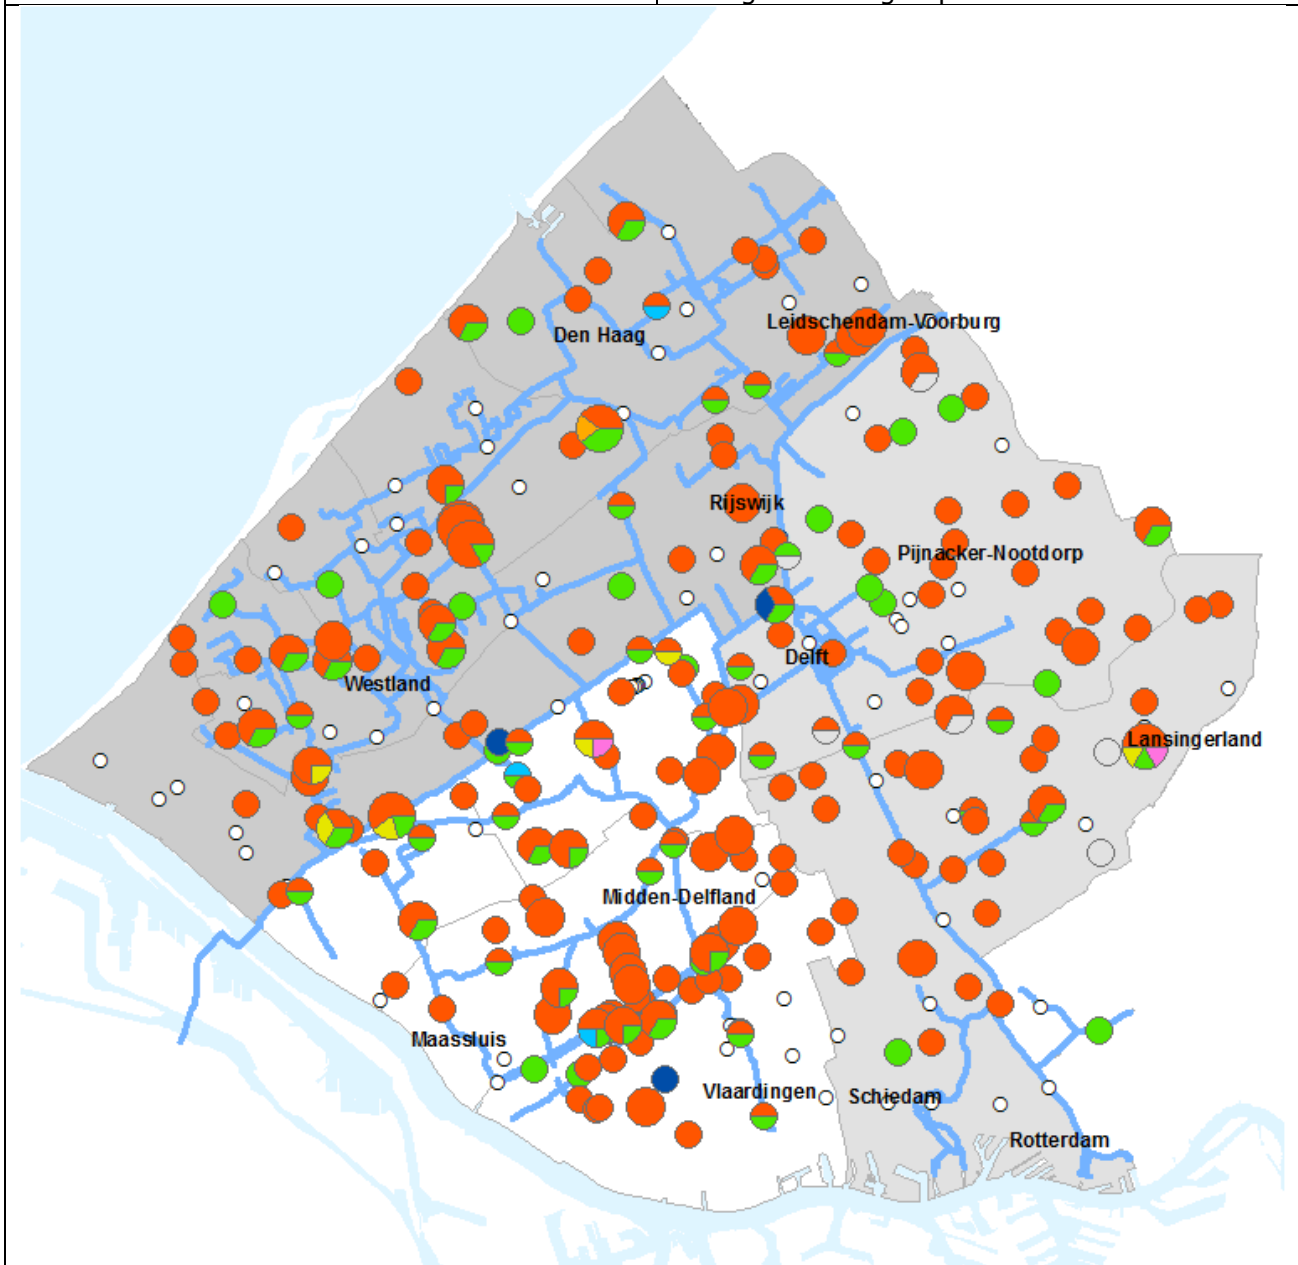 Leidschendam-Voorburg
Den Haag
Rijswijk
Pijnacker-Nootdorp
Delft
Westland
Lansingerland
Midden-Delfland
Maassluis
Vlaardingen
Schiedam
Rotterdam